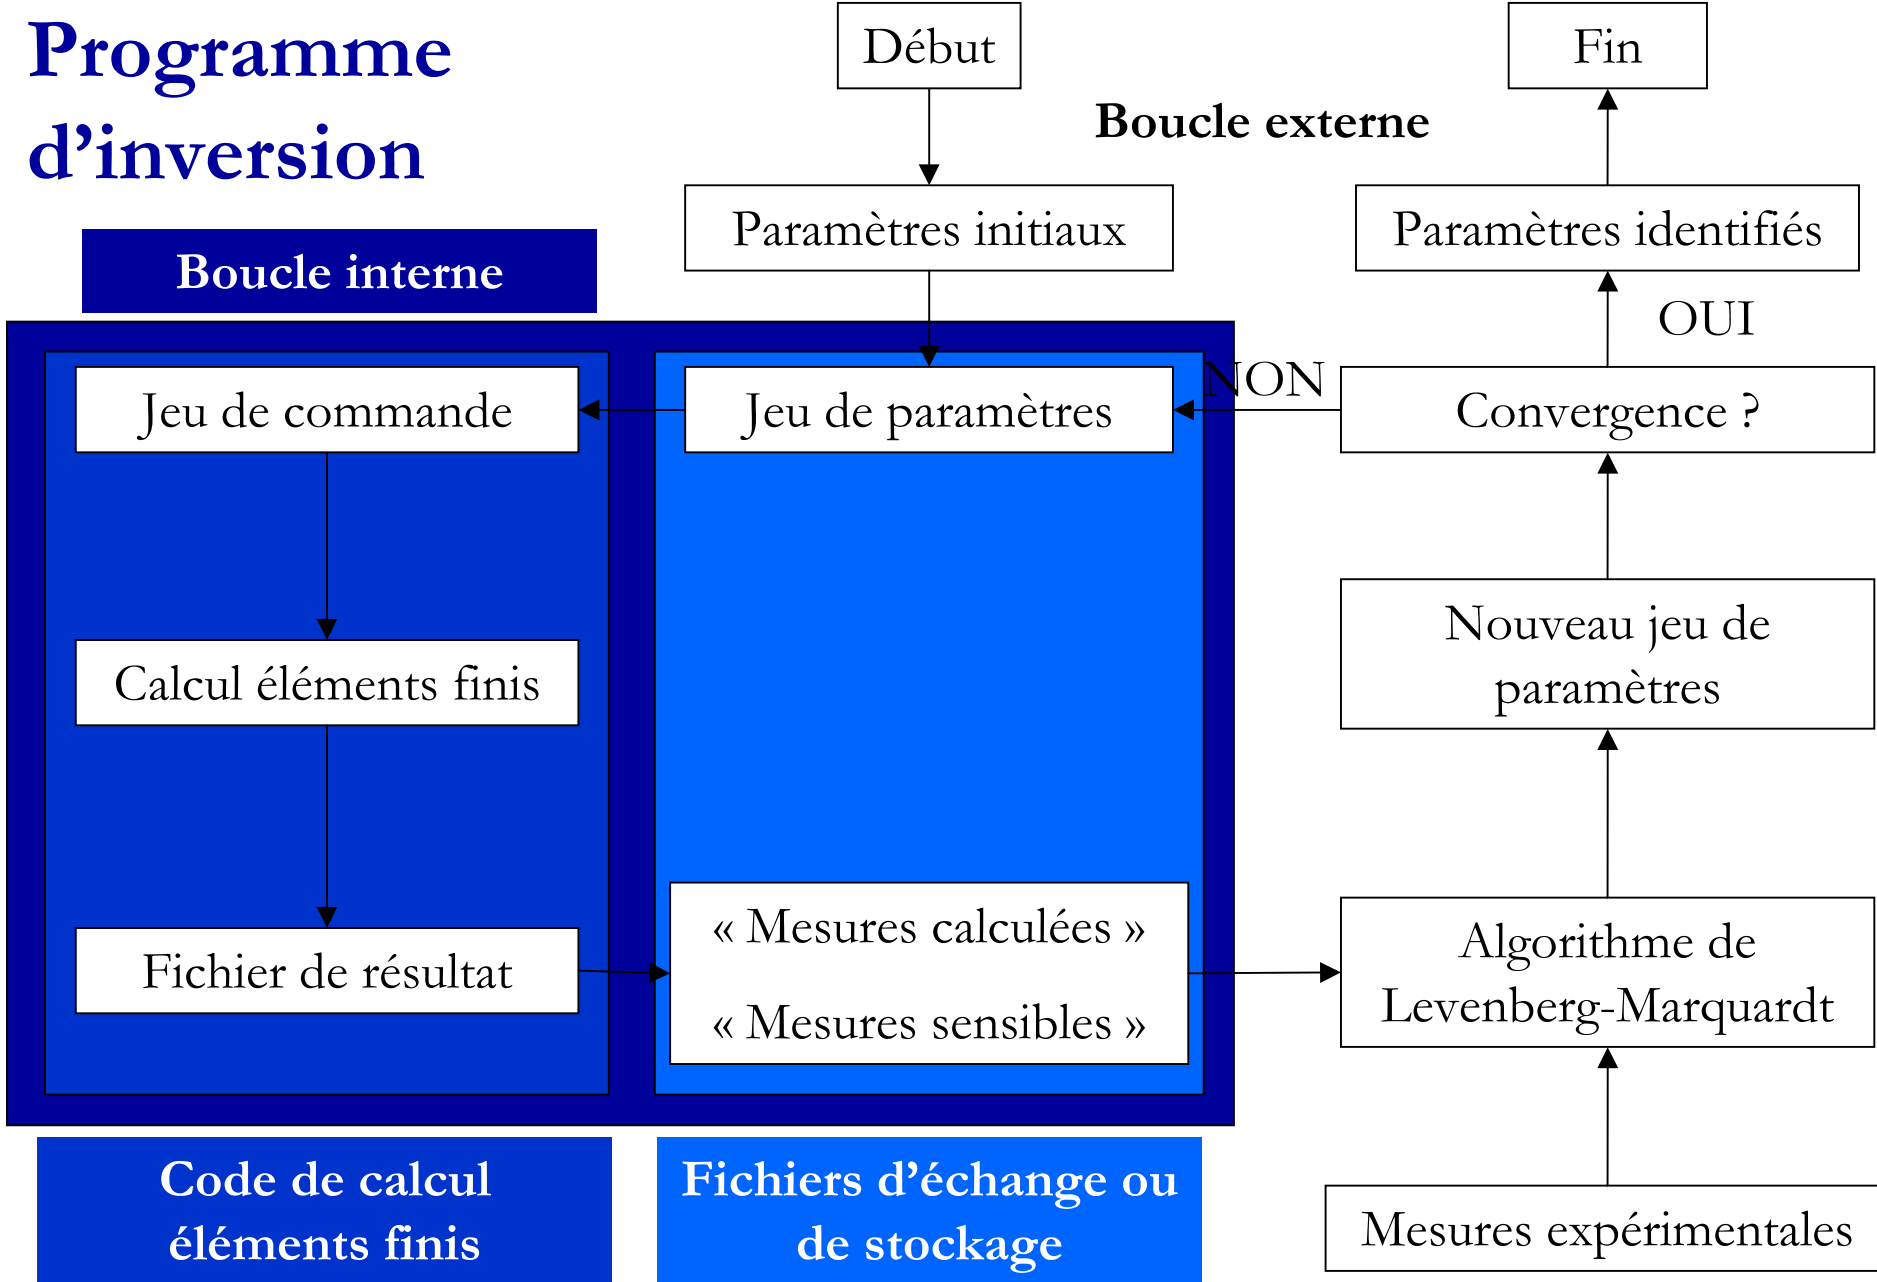 Programme
d’inversion
Début
Fin
Boucle externe
Paramètres initiaux
Paramètres identifiés
Boucle interne
OUI
NON
Jeu de commande
Jeu de paramètres
Convergence ?
Nouveau jeu de
paramètres
Calcul éléments finis
« Mesures calculées »
« Mesures sensibles »
Fichier de résultat
Algorithme de
Levenberg-Marquardt
Code de calcul
éléments finis
Fichiers d’échange ou
de stockage
Mesures expérimentales